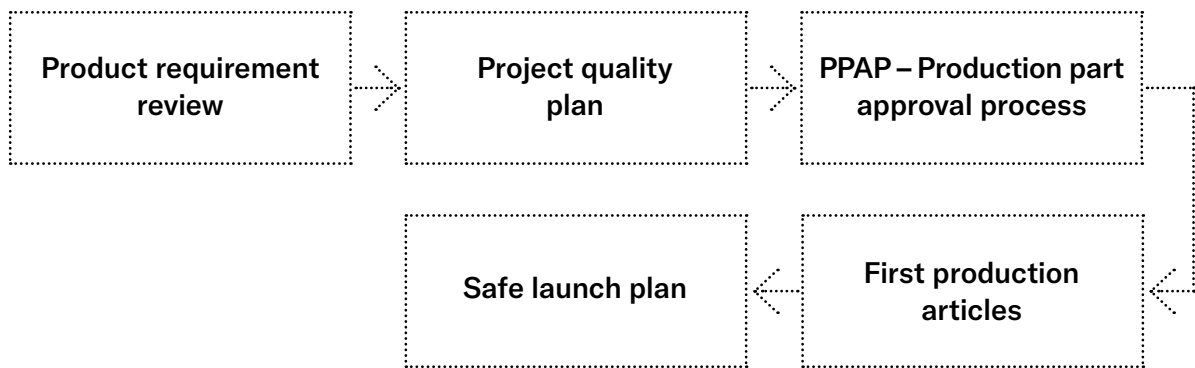 Product requirement
review
Project quality
plan
PPAP – Production part
approval process
First production
articles
Safe launch plan